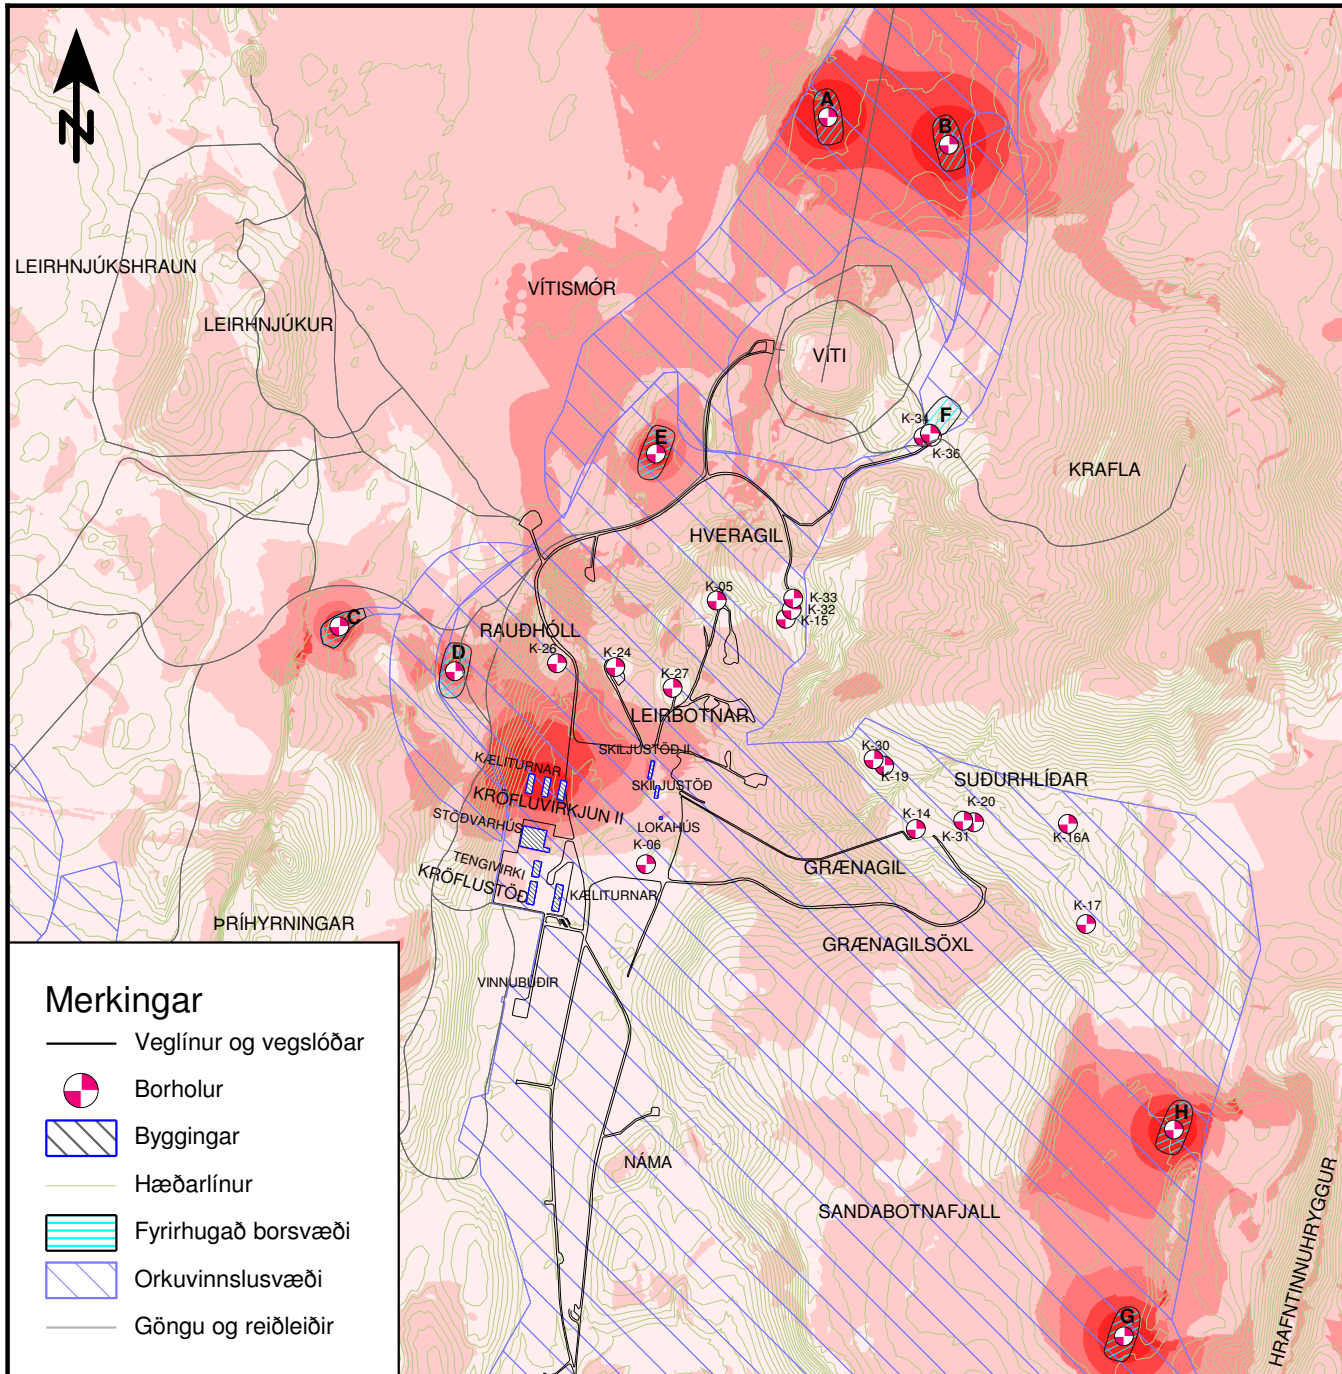 N
A
B
LEIRHNJÚKSHRAUN
VÍTISMÓR
LEIRHNJÚKUR
VÍTI
F
K-34
K-36
E
KRAFLA
HVERAGIL
K-05
K-33
K-32
K-15
C
RAUÐHÓLL
D
K-26
K-24
K-27
LEIRBOTNAR
SKILJUSTÖÐ II
K-30
K-19
KÆLITURNAR
SKILJUSTÖÐ
SUÐURHLÍÐAR
KRÖFLUVIRKJUN II
K-20
STÖÐVARHÚS
LOKAHÚS
K-14
K-31
K-16A
K-06
TENGIVIRKI
GRÆNAGIL
KRÖFLUSTÖÐ
KÆLITURNAR
K-17
ÞRÍHYRNINGAR
GRÆNAGILSÖXL
VINNUBÚÐIR
H
NÁMA
SANDABOTNAFJALL
HRAFNTINNUHRYGGUR
G
Merkingar
Veglínur og vegslóðar
Borholur
Byggingar
Hæðarlínur
Fyrirhugað borsvæði
Orkuvinnslusvæði
Göngu og reiðleiðir